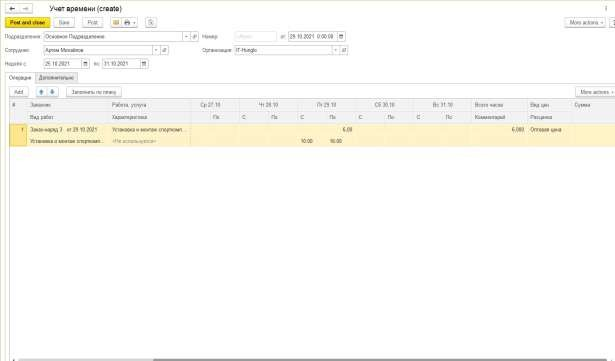 Учет времени (create)
Post and close Save Post More actions
Подразделение: Основное Подразделение Номер: от: 29.10.2021 0:00:00
Сотрудник: Артем Михайлов Организация: IT-Hunglo
Неделя с: 25.10.2021 по: 31.10.2021
Операции Дополнительно
Add Заполнить по плану More actions
# Заказчик Работа, услуга Ср 27.10 Чт 28.10 Пт 29.10 Сб 30.10 Вс 31.10 Всего часов Вид цен Сумма
Вид работ Характеристика По С По С По С По С По Комментарий Расценка
1 Заказ-наряд 3 от 29.10.2021 Установка и монтаж спорткомп... 6,00 6,000 Оптовая цена
Установка и монтаж спорткомп... <Не используется> 10:00 16:00